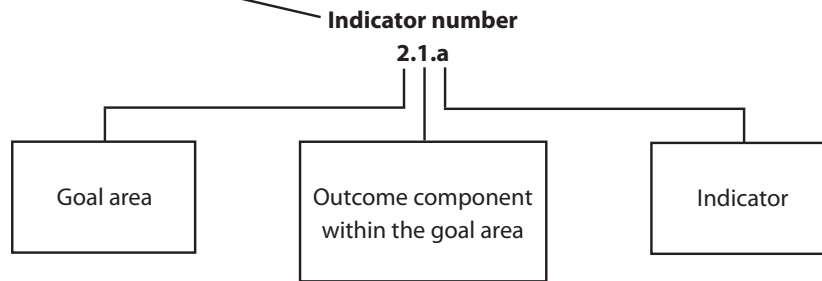 Indicator number
2.1.a
Goal area
Outcome component
within the goal area
Indicator